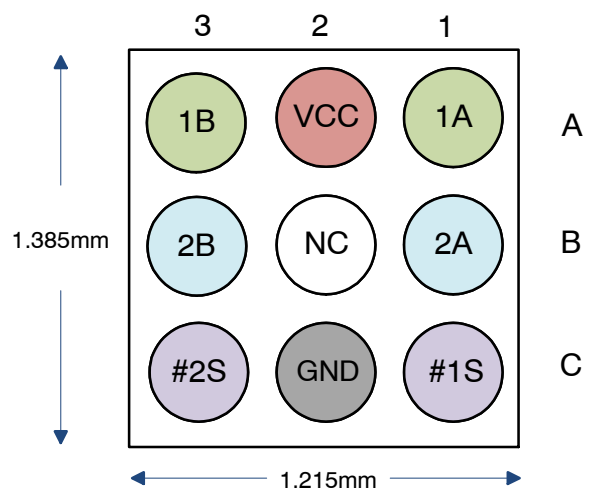 3 2 1
1B VCC 1A A
1.385mm 2B NC 2A B
#2S GND #1S C
1.215mm